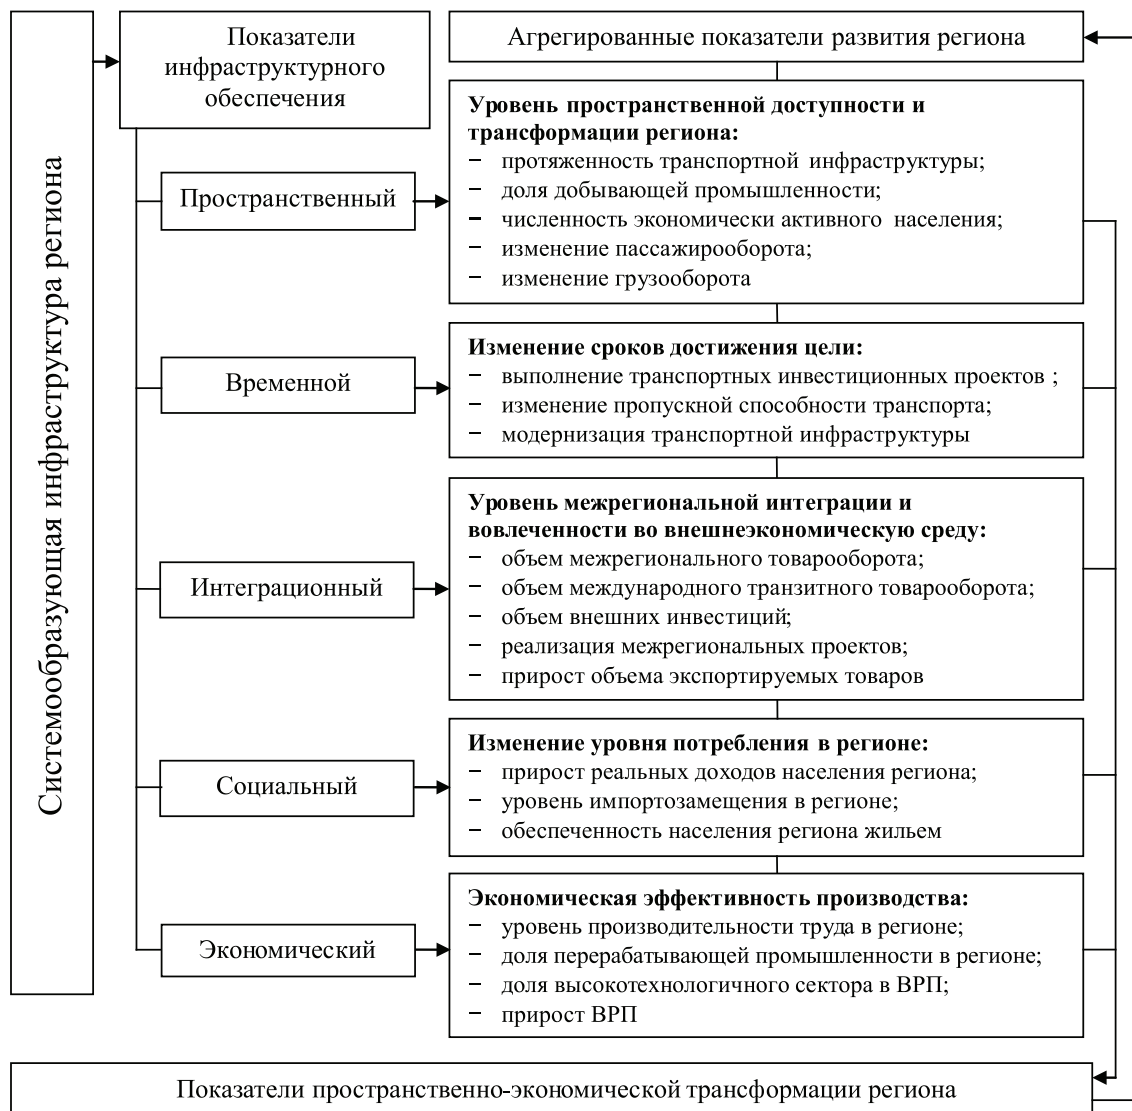 Системообразующая инфраструктура региона
Показатели
инфраструктурного
обеспечения
Агрегированные показатели развития региона
Пространственный
Уровень пространственной доступности и
трансформации региона:
− протяженность транспортной инфраструктуры;
− доля добывающей промышленности;
− численность экономически активного населения;
− изменение пассажирооборота;
− изменение грузооборота
Временной
Изменение сроков достижения цели:
− выполнение транспортных инвестиционных проектов ;
− изменение пропускной способности транспорта;
− модернизация транспортной инфраструктуры
Интеграционный
Уровень межрегиональной интеграции и
вовлеченности во внешнеэкономическую среду:
− объем межрегионального товарооборота;
− объем международного транзитного товарооборота;
− объем внешних инвестиций;
− реализация межрегиональных проектов;
− прирост объема экспортируемых товаров
Социальный
Изменение уровня потребления в регионе:
− прирост реальных доходов населения региона;
− уровень импортозамещения в регионе;
− обеспеченность населения региона жильем
Экономический
Экономическая эффективность производства:
− уровень производительности труда в регионе;
− доля перерабатывающей промышленности в регионе;
− доля высокотехнологичного сектора в ВРП;
− прирост ВРП
Показатели пространственно-экономической трансформации региона